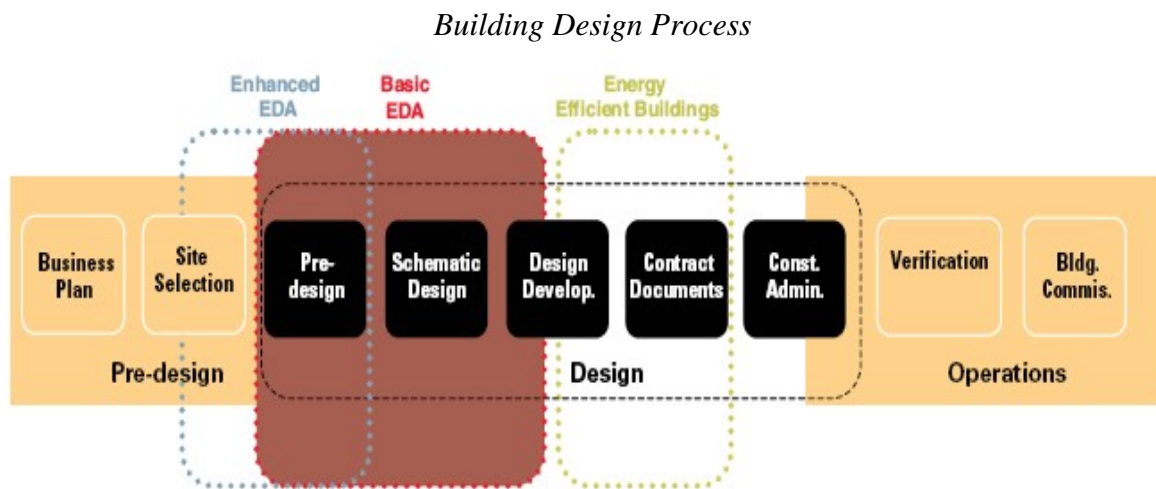 Building Design Process
Enhanced
EDA
Basic
EDA
Energy
Efficient Buildings
Business
Plan
Site
Selection
Pre-
design
Schematic
Design
Design
Develop.
Contract
Documents
Const.
Admin.
Verification
Bldg.
Commis.
Pre-design
Design
Operations